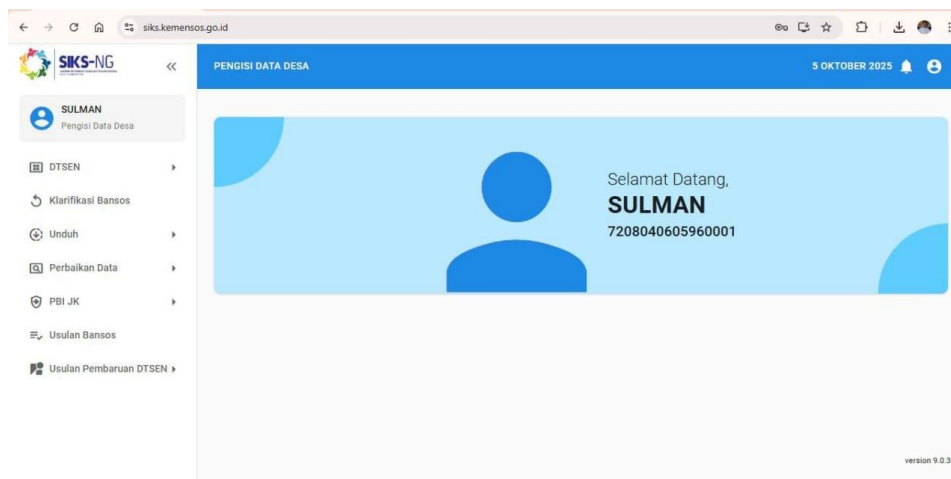 siks.kemensos.go.id
SIKS-NG
PENGISI DATA DESA
5 OKTOBER 2025
SULMAN
Pengisi Data Desa
DTSEN
Klarifikasi Bansos
Unduh
Perbaikan Data
PBI JK
Usulan Bansos
Usulan Pembaruan DTSEN
Selamat Datang,
SULMAN
7208040605960001
version 9.0.3